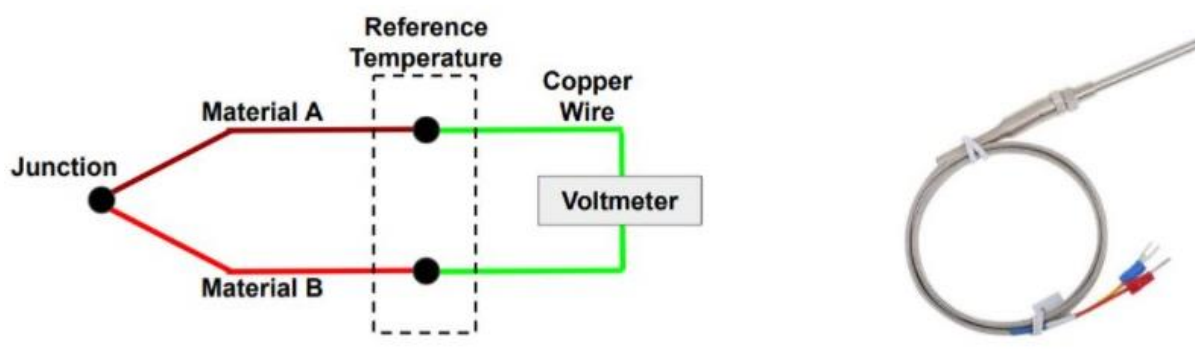 Reference
Temperature
Copper
Wire
Material A
Junction
Voltmeter
Material B